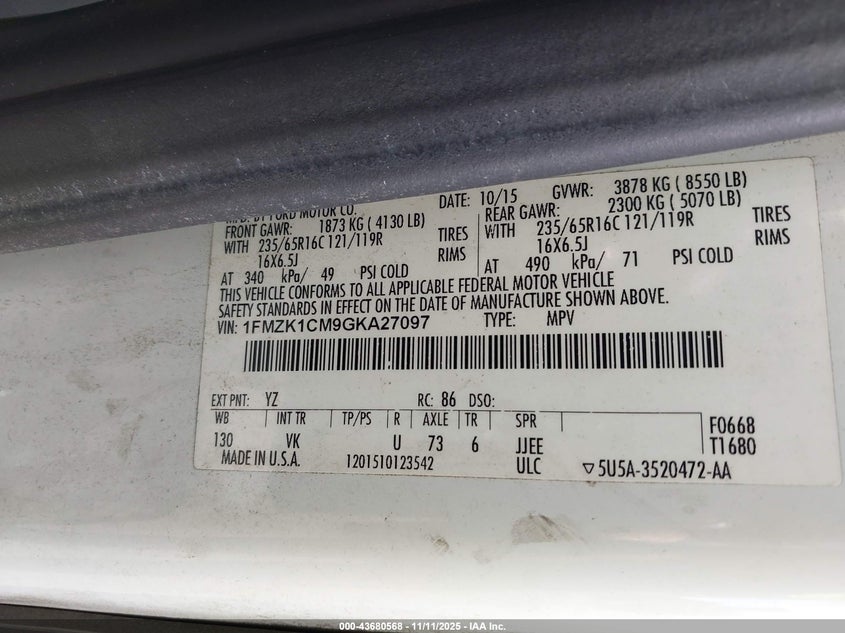 MFD. BY FORD MOTOR CO. DATE: 10/15 GVWR: 3878 KG ( 8550 LB)
FRONT GAWR: 1873 KG ( 4130 LB) REAR GAWR: 2300 KG ( 5070 LB)
WITH 235/65R16C 121/119R TIRES WITH 235/65R16C 121/119R TIRES
16X6.5J RIMS 16X6.5J RIMS
AT 340 kPa/ 49 PSI COLD AT 490 kPa/ 71 PSI COLD
THIS VEHICLE CONFORMS TO ALL APPLICABLE FEDERAL MOTOR VEHICLE
SAFETY STANDARDS IN EFFECT ON THE DATE OF MANUFACTURE SHOWN ABOVE.
VIN: 1FMZK1CM9GKA27097 TYPE: MPV
EXT PNT: YZ RC: 86 DSO:
WB INT TR TP/PS R AXLE TR SPR F0668
130 VK U 73 6 JJEE T1680
MADE IN U.S.A. 1201510123542 ULC ▽5U5A-3520472-AA
000-43680568 - 11/11/2025 - IAA Inc.